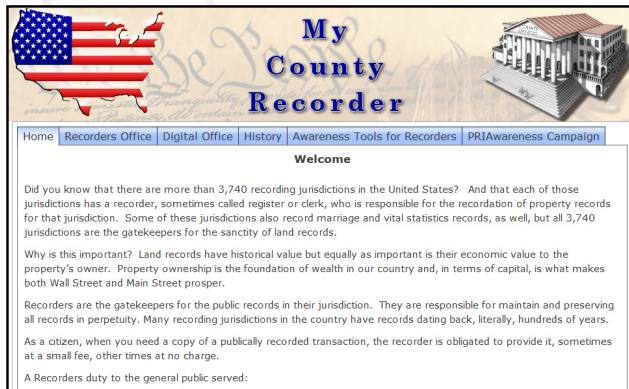 My
County
Recorder
Home Recorders Office Digital Office History Awareness Tools for Recorders PRIAwareness Campaign
Welcome
Did you know that there are more than 3,740 recording jurisdictions in the United States? And that each of those
jurisdictions has a recorder, sometimes called register or clerk, who is responsible for the recordation of property records
for that jurisdiction. Some of these jurisdictions also record marriage and vital statistics records, as well, but all 3,740
jurisdictions are the gatekeepers for the sanctity of land records.
Why is this important? Land records have historical value but equally as important is their economic value to the
property's owner. Property ownership is the foundation of wealth in our country and, in terms of capital, is what makes
both Wall Street and Main Street prosper.
Recorders are the gatekeepers for the public records in their jurisdiction. They are responsible for maintain and preserving
all records in perpetuity. Many recording jurisdictions in the country have records dating back, literally, hundreds of years.
As a citizen, when you need a copy of a publically recorded transaction, the recorder is obligated to provide it, sometimes
at a small fee, other times at no charge.
A Recorders duty to the general public served: